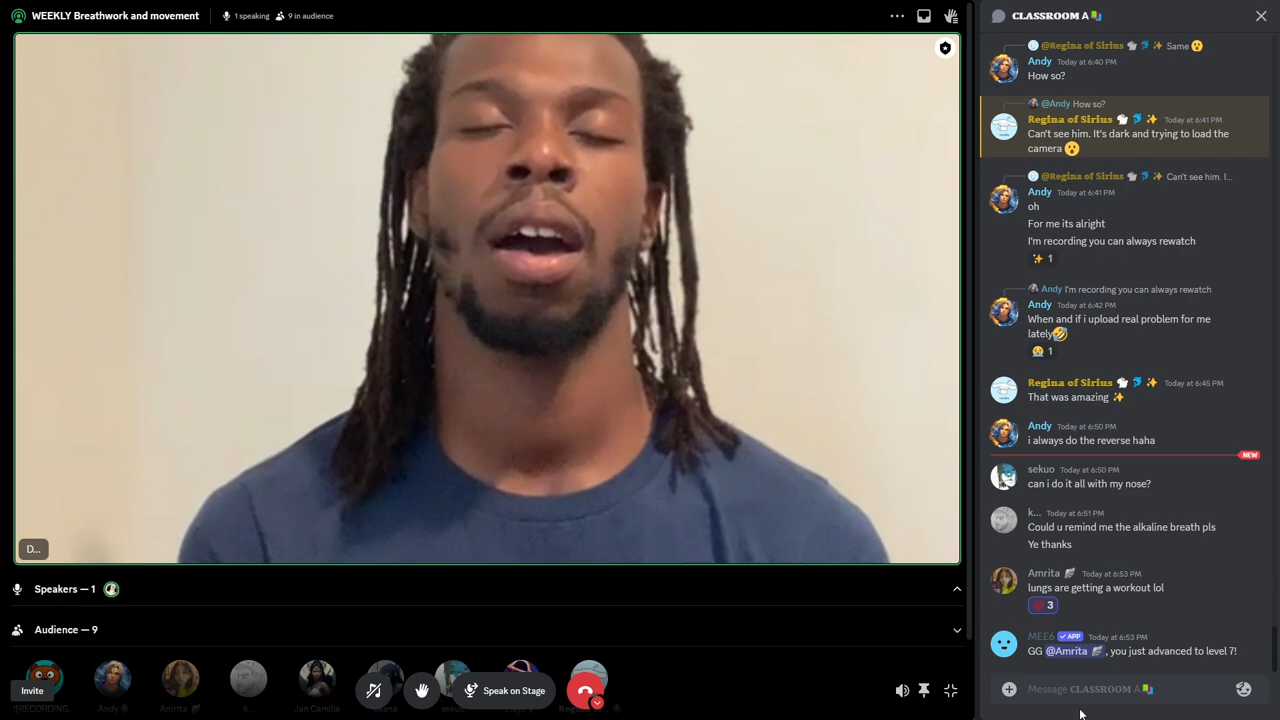 WEEKLY Breathwork and movement
1 speaking
9 in audience
D...
Speakers — 1
Audience — 9
Andy
Amrita
k...
Jari Camille
sekuo
Invite
Speak on Stage
CLASSROOM A
@Regina of Sirius Same
Andy Today at 6:40 PM
How so?
@Andy How so?
Regina of Sirius Today at 6:41 PM
Can't see him. It's dark and trying to load the
camera
@Regina of Sirius Can't see him. I...
Andy Today at 6:41 PM
oh
For me its alright
I'm recording you can always rewatch
1
Andy I'm recording you can always rewatch
Andy Today at 6:42 PM
When and if i upload real problem for me
lately
1
Regina of Sirius Today at 6:45 PM
That was amazing
Andy Today at 6:50 PM
i always do the reverse haha
NEW
sekuo Today at 6:50 PM
can i do it all with my nose?
k... Today at 6:51 PM
Could you remind me the alkaline breath pls
Ye thanks
Amrita Today at 6:53 PM
lungs are getting a workout lol
3
MEE6 APP Today at 6:53 PM
GG @Amrita , you just advanced to level 7!
Message CLASSROOM A